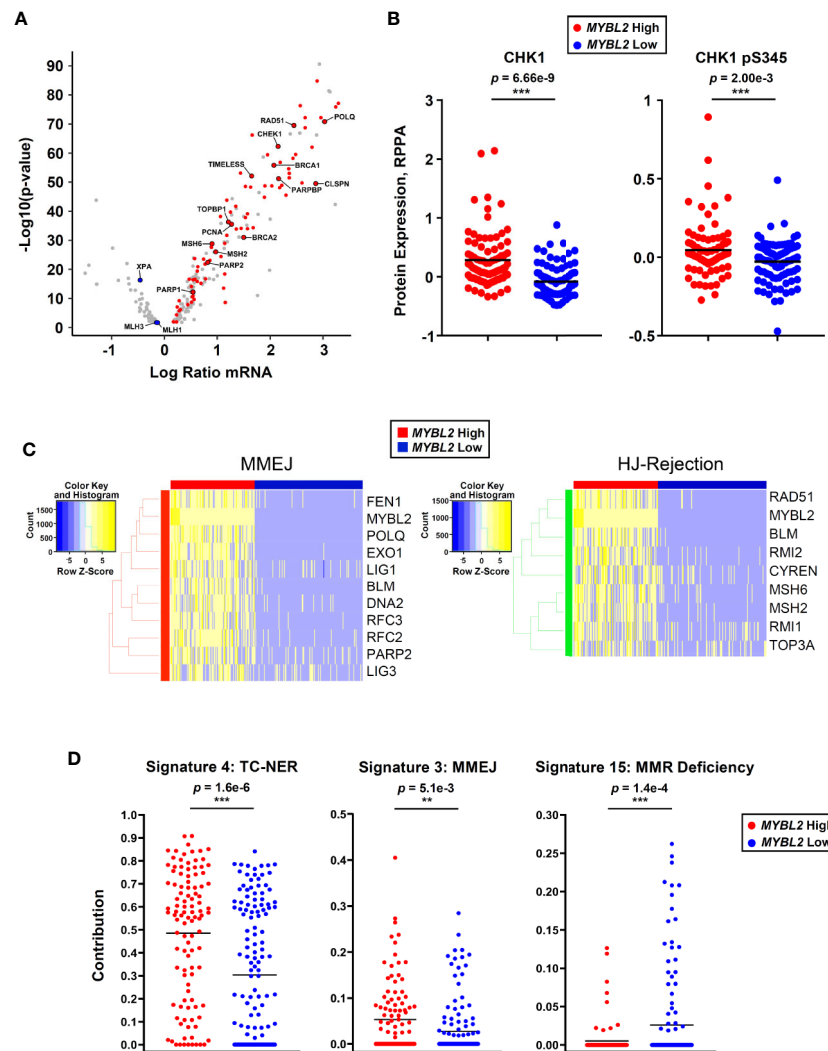 A
90
80
70
60
50
40
30
20
10
0
-Log10(p-value)
-1
0
1
2
3
Log Ratio mRNA
RAD51
POLQ
CHEK1
TIMELESS
BRCA1
CLSPN
PARPBP
TOPBP1
PCNA
BRCA2
MSH6
MSH2
PARP2
XPA
PARP1
MLH3
MLH1
B
MYBL2 High
MYBL2 Low
CHK1
p = 6.66e-9
***
Protein Expression, RPPA
3
2
1
0
-1
CHK1 pS345
p = 2.00e-3
***
1.0
0.5
0.0
-0.5
C
MYBL2 High
MYBL2 Low
MMEJ
Color Key
and Histogram
Count
1500
1000
500
0
-5
0
5
Row Z-Score
FEN1
MYBL2
POLQ
EXO1
LIG1
BLM
DNA2
RFC3
RFC2
PARP2
LIG3
HJ-Rejection
Color Key
and Histogram
Count
1500
1000
500
0
-5
0
5
Row Z-Score
RAD51
MYBL2
BLM
RMI2
CYREN
MSH6
MSH2
RMI1
TOP3A
D
Signature 4: TC-NER
p = 1.6e-6
***
Contribution
1.0
0.9
0.8
0.7
0.6
0.5
0.4
0.3
0.2
0.1
0.0
Signature 3: MMEJ
p = 5.1e-3
**
0.5
0.4
0.3
0.2
0.1
0.0
Signature 15: MMR Deficiency
p = 1.4e-4
***
0.30
0.25
0.20
0.15
0.10
0.05
0.00
MYBL2 High
MYBL2 Low